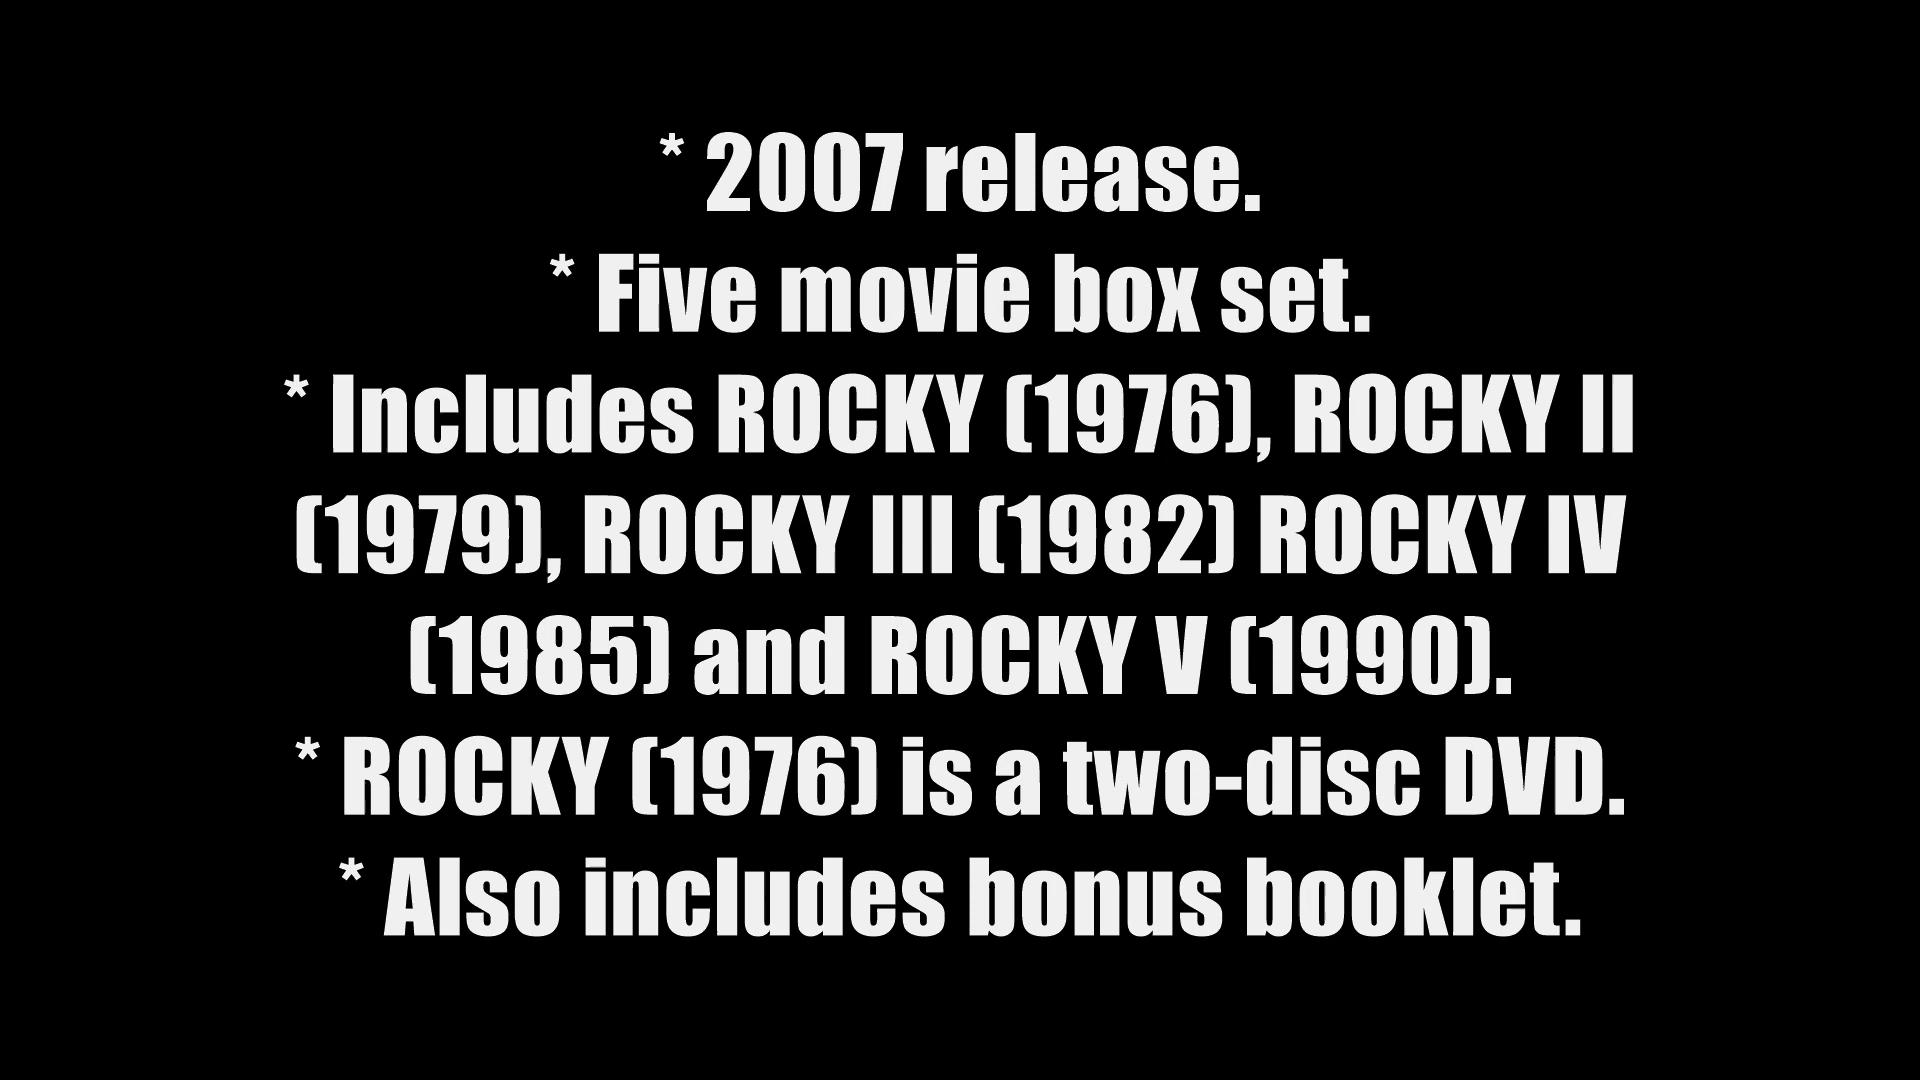 * 2007 release.
* Five movie box set.
* Includes ROCKY (1976), ROCKY II
(1979), ROCKY III (1982) ROCKY IV
(1985) and ROCKY V (1990).
* ROCKY (1976) is a two-disc DVD.
* Also includes bonus booklet.